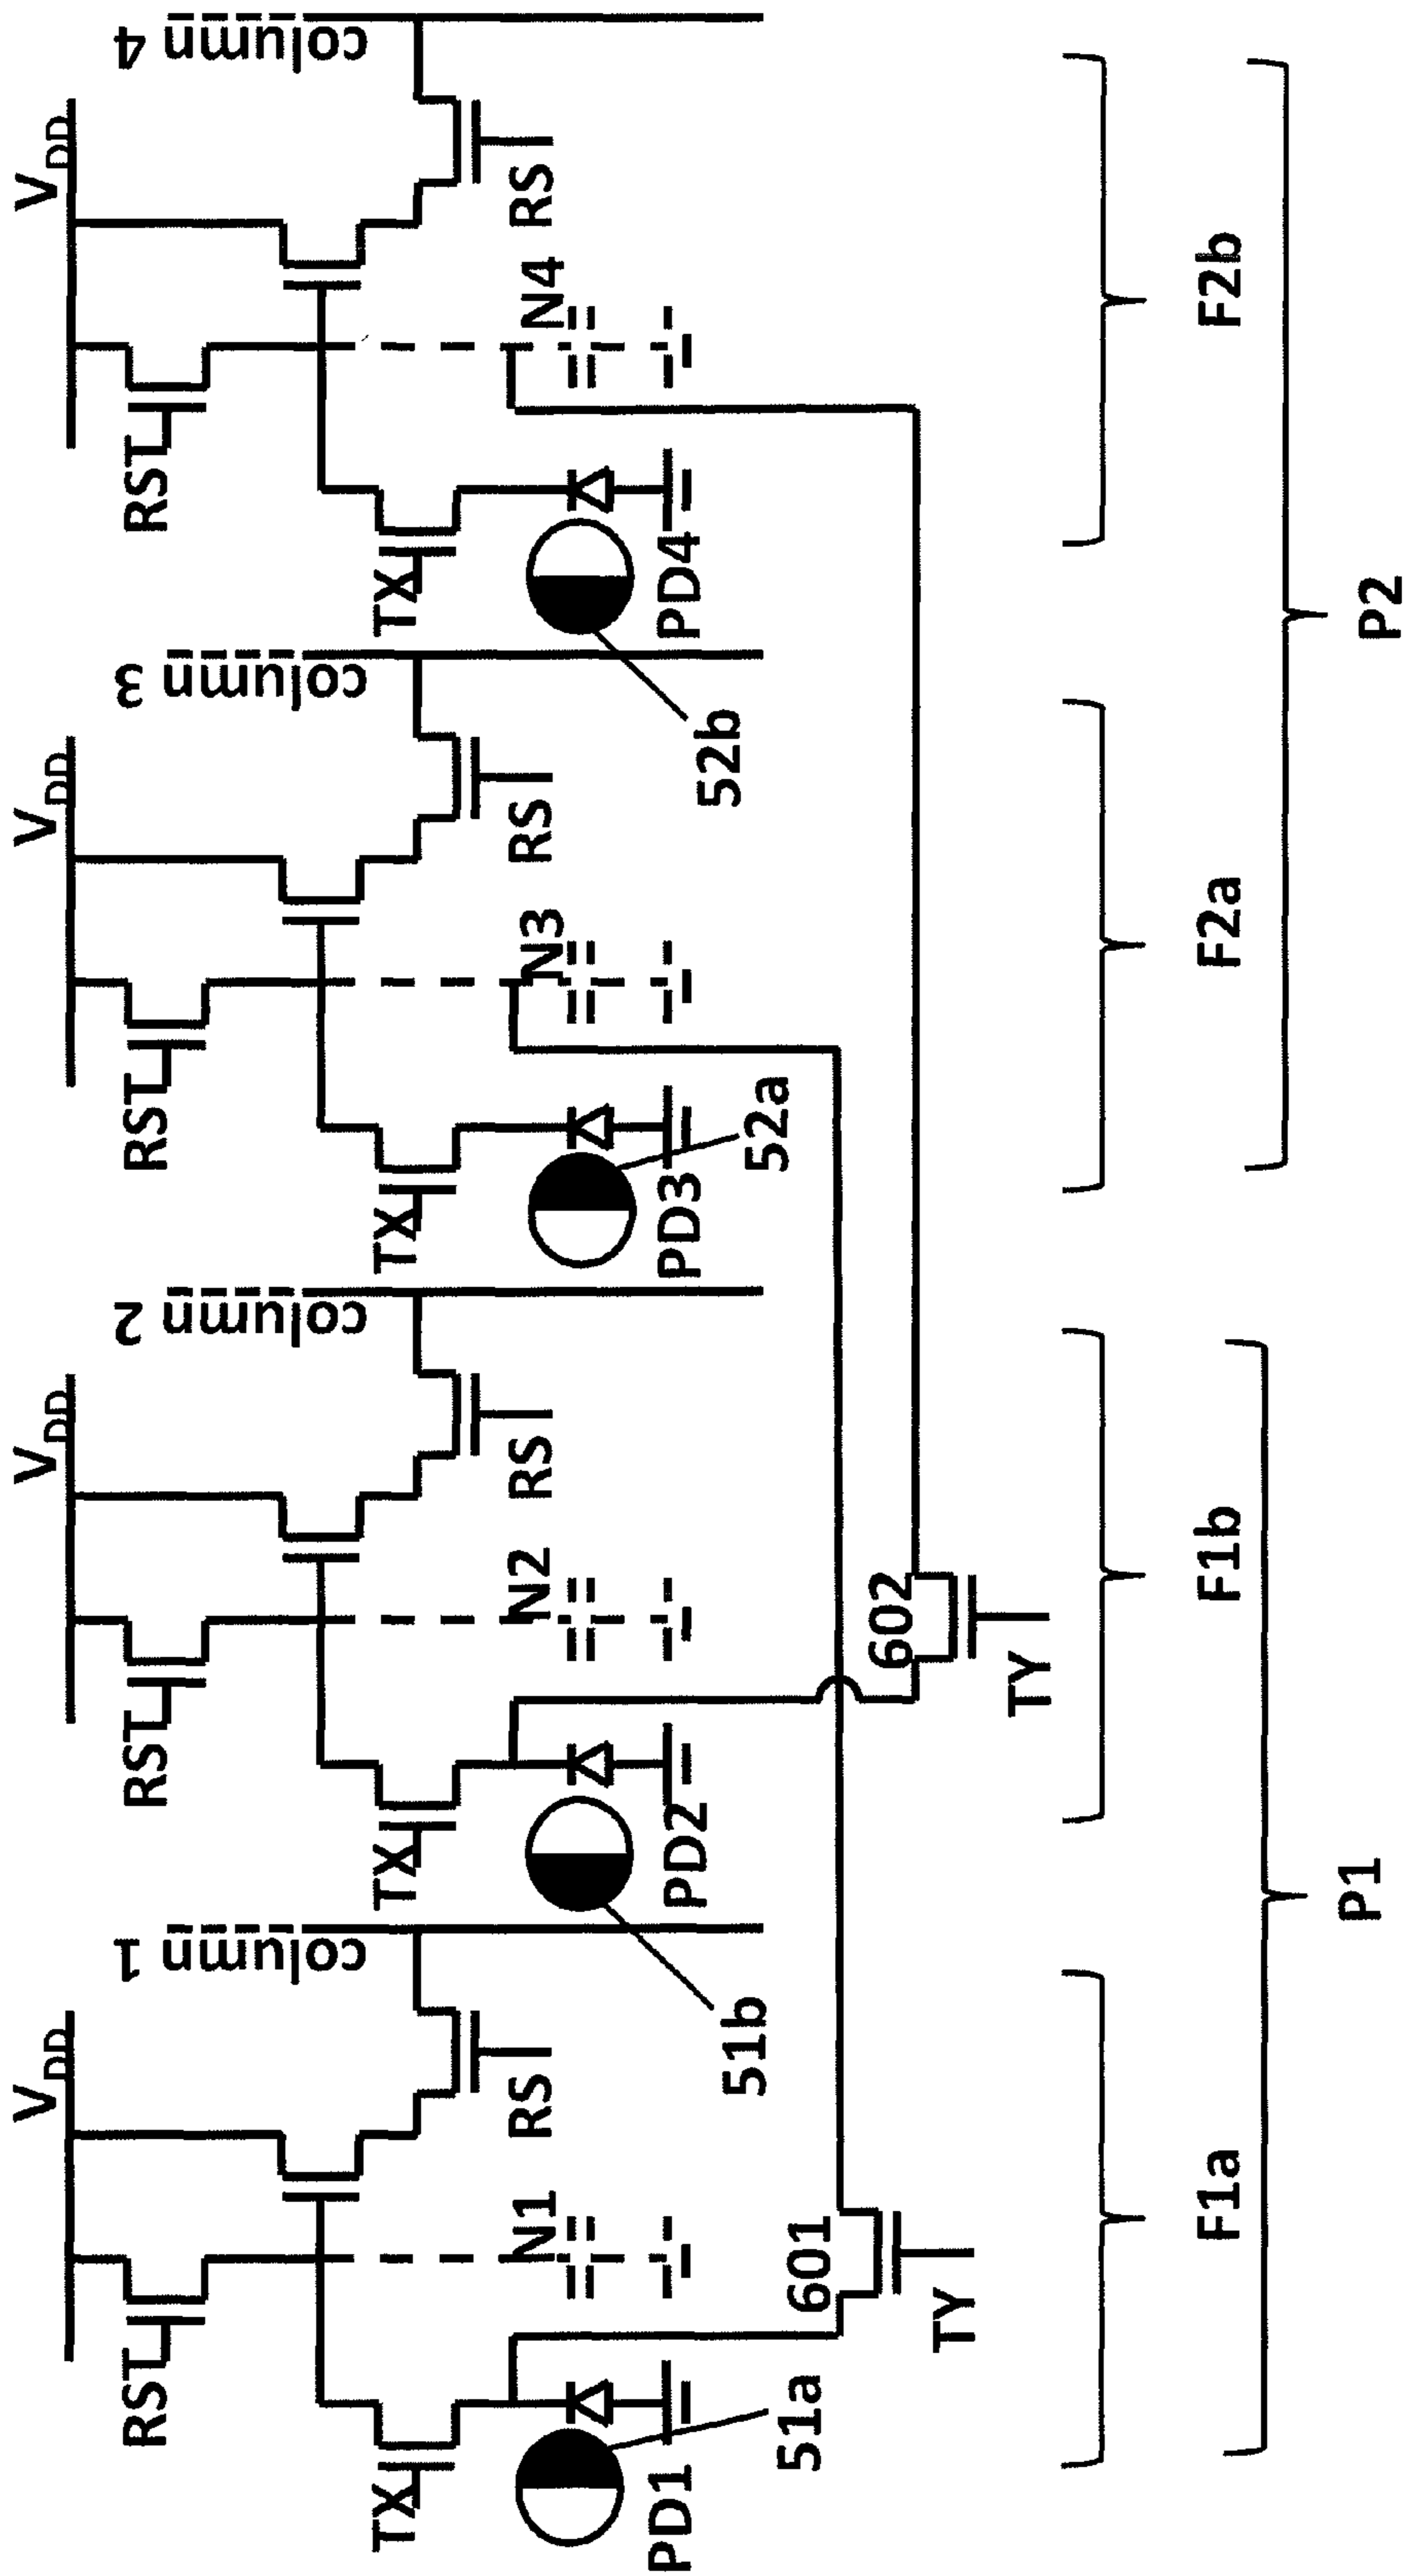 VDD
VDD
VDD
VDD
RST
column 1
RST
column 2
RST
column 3
RST
column 4
TX
RS
TX
RS
TX
RS
TX
RS
N1
N2
N3
N4
PD1
PD2
PD3
PD4
51a
51b
52a
52b
601
602
TY
TY
F1a
F1b
F2a
F2b
P1
P2